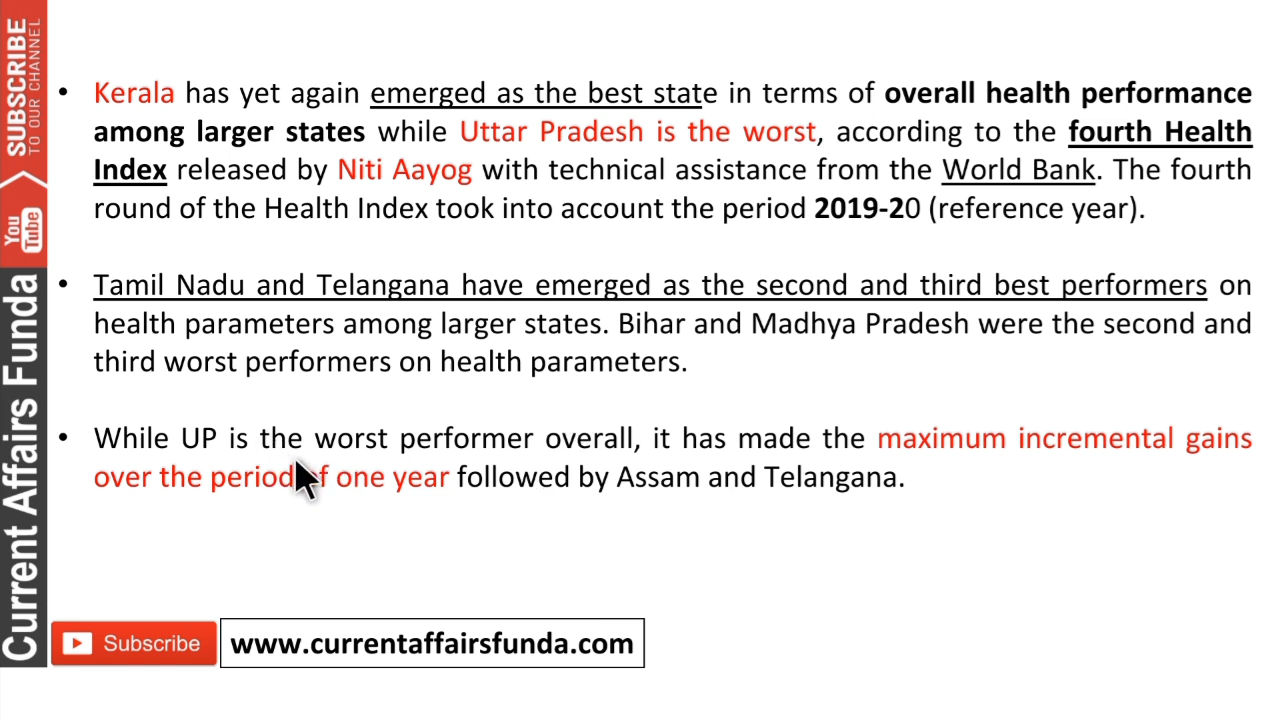 SUBSCRIBE
TO OUR CHANNEL
You
Tube
Current Affairs Funda
• Kerala has yet again emerged as the best state in terms of overall health performance
among larger states while Uttar Pradesh is the worst, according to the fourth Health
Index released by Niti Aayog with technical assistance from the World Bank. The fourth
round of the Health Index took into account the period 2019-20 (reference year).
• Tamil Nadu and Telangana have emerged as the second and third best performers on
health parameters among larger states. Bihar and Madhya Pradesh were the second and
third worst performers on health parameters.
• While UP is the worst performer overall, it has made the maximum incremental gains
over the period of one year followed by Assam and Telangana.
Subscribe
www.currentaffairsfunda.com